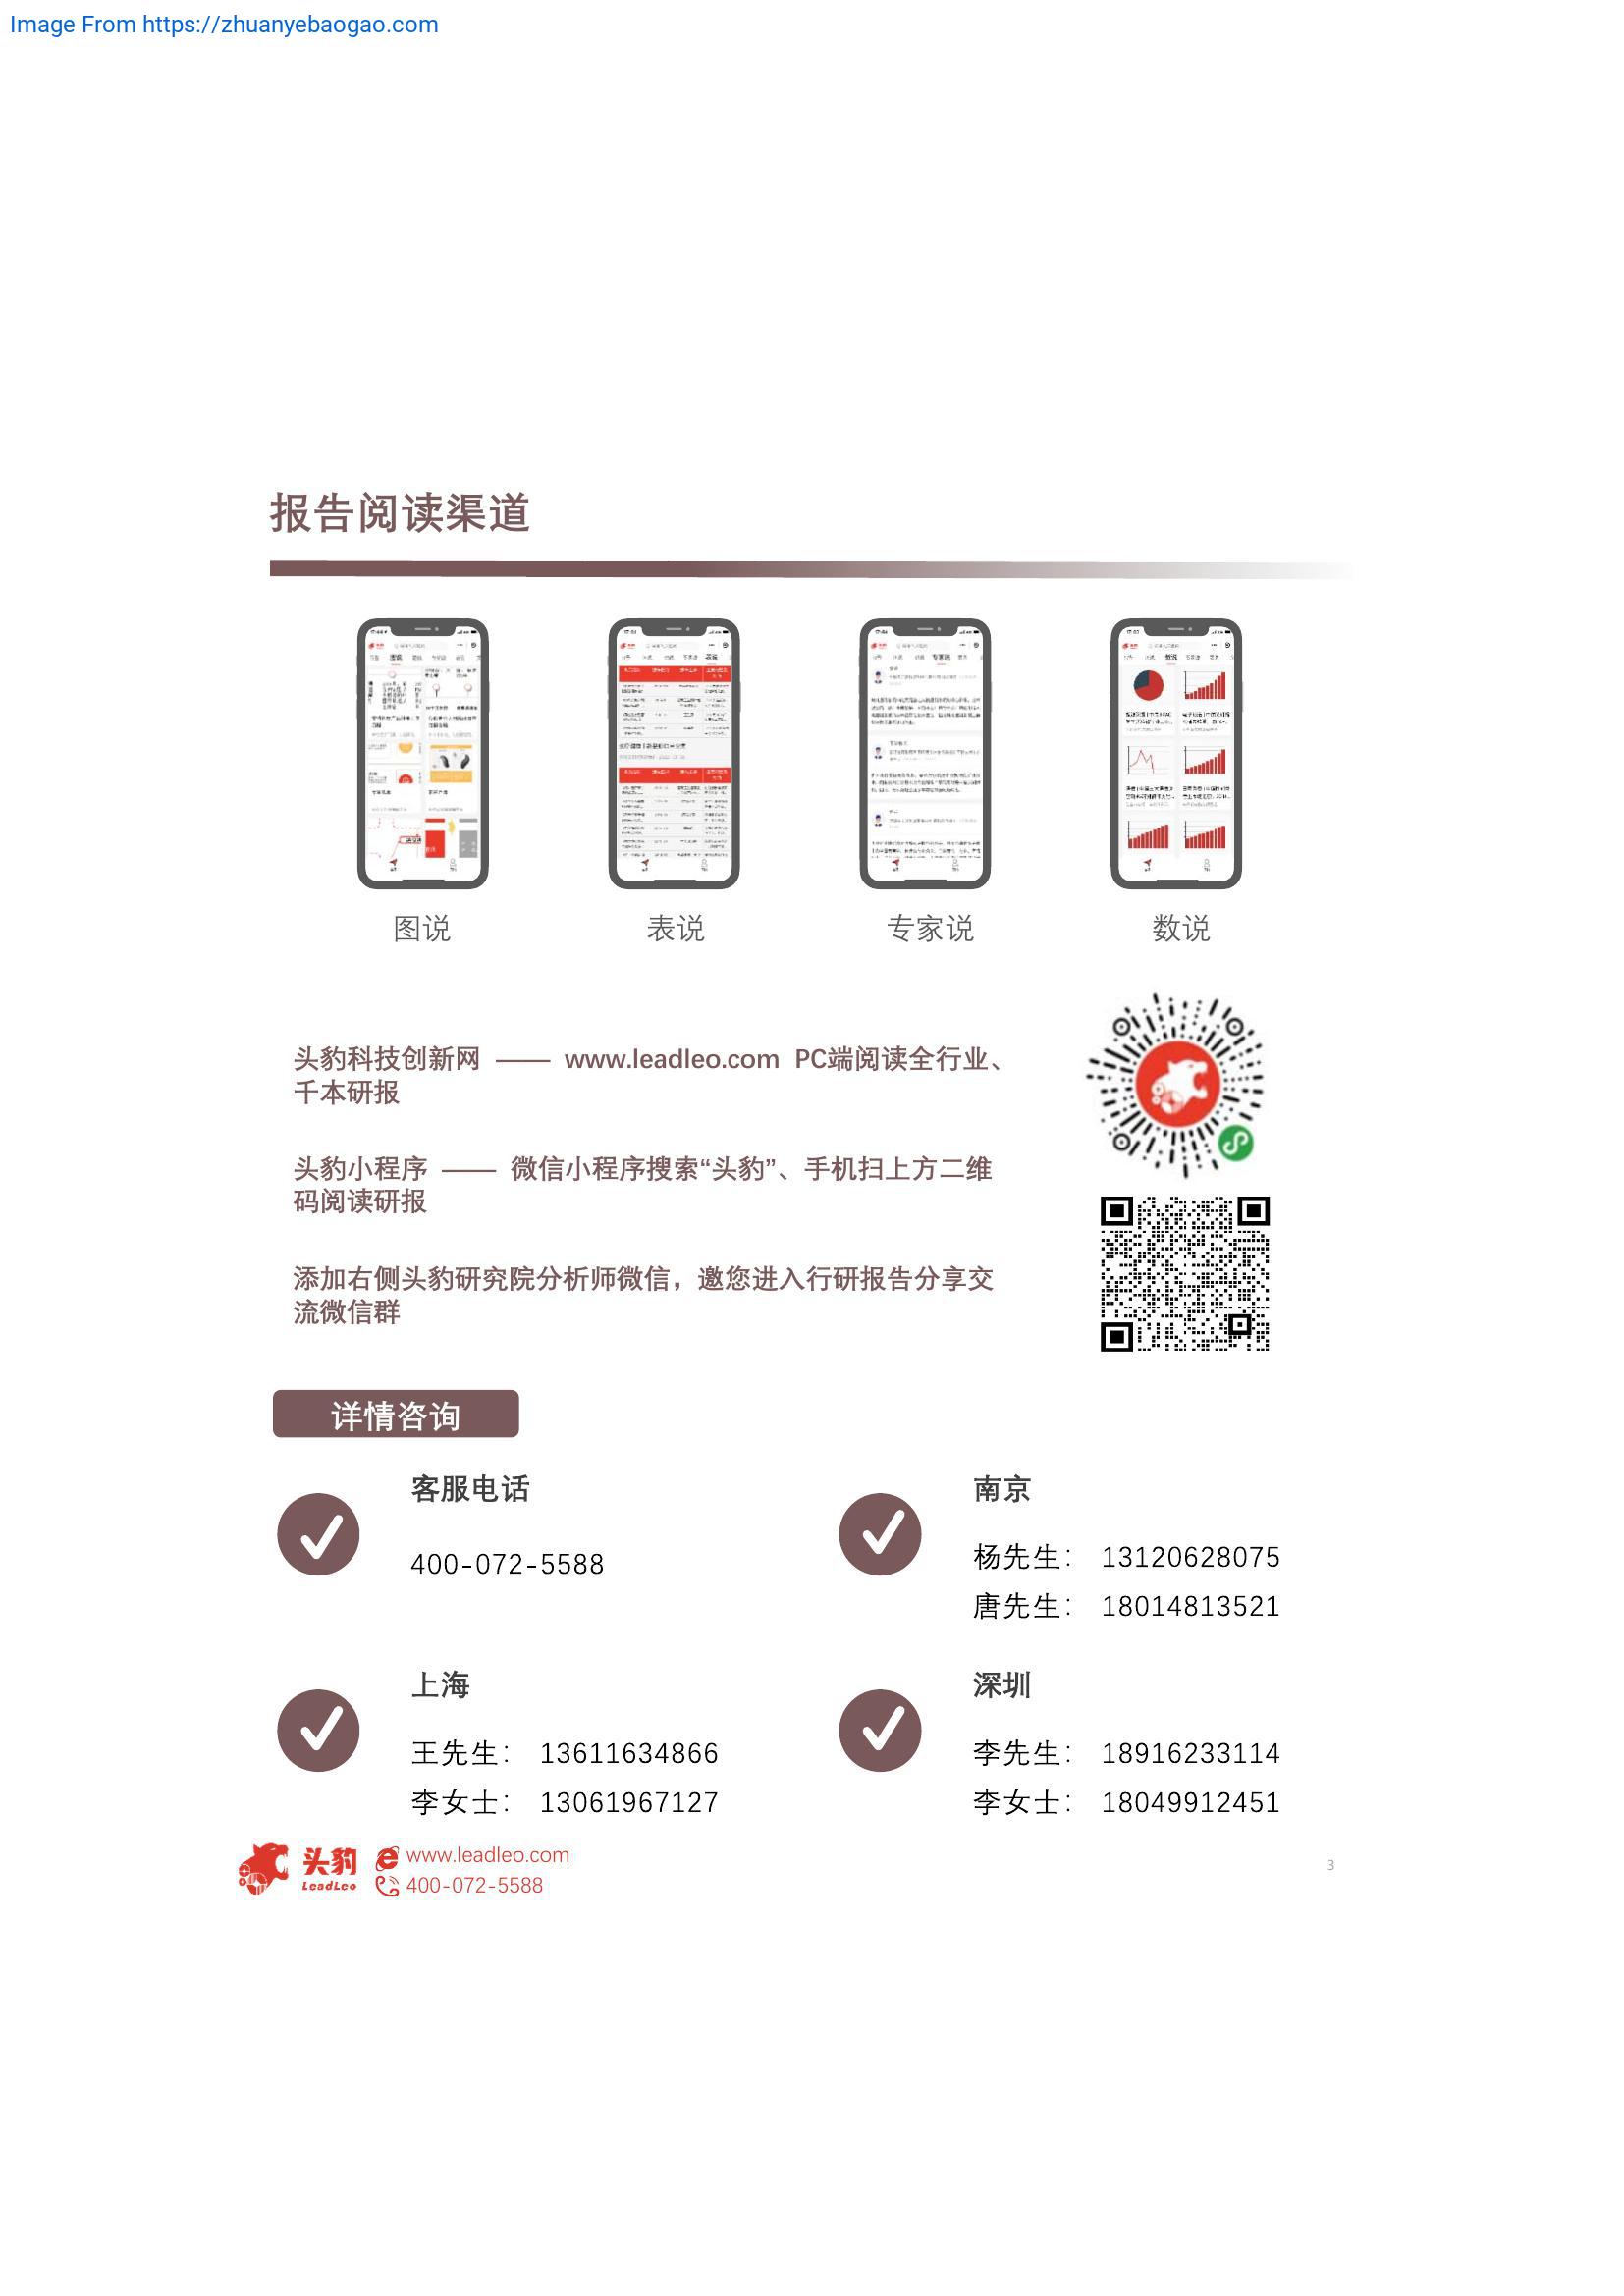 Image From https://zhuanyebaogao.com
报告阅读渠道
图说
表说
专家说
数说
头豹科技创新网 —— www.leadleo.com PC端阅读全行业、
千本研报
头豹小程序 —— 微信小程序搜索“头豹”、手机扫上方二维
码阅读研报
添加右侧头豹研究院分析师微信，邀您进入行研报告分享交
流微信群
详情咨询
客服电话
400-072-5588
南京
杨先生： 13120628075
唐先生： 18014813521
上海
王先生： 13611634866
李女士： 13061967127
深圳
李先生： 18916233114
李女士： 18049912451
头豹
LeadLeo
www.leadleo.com
400-072-5588
3